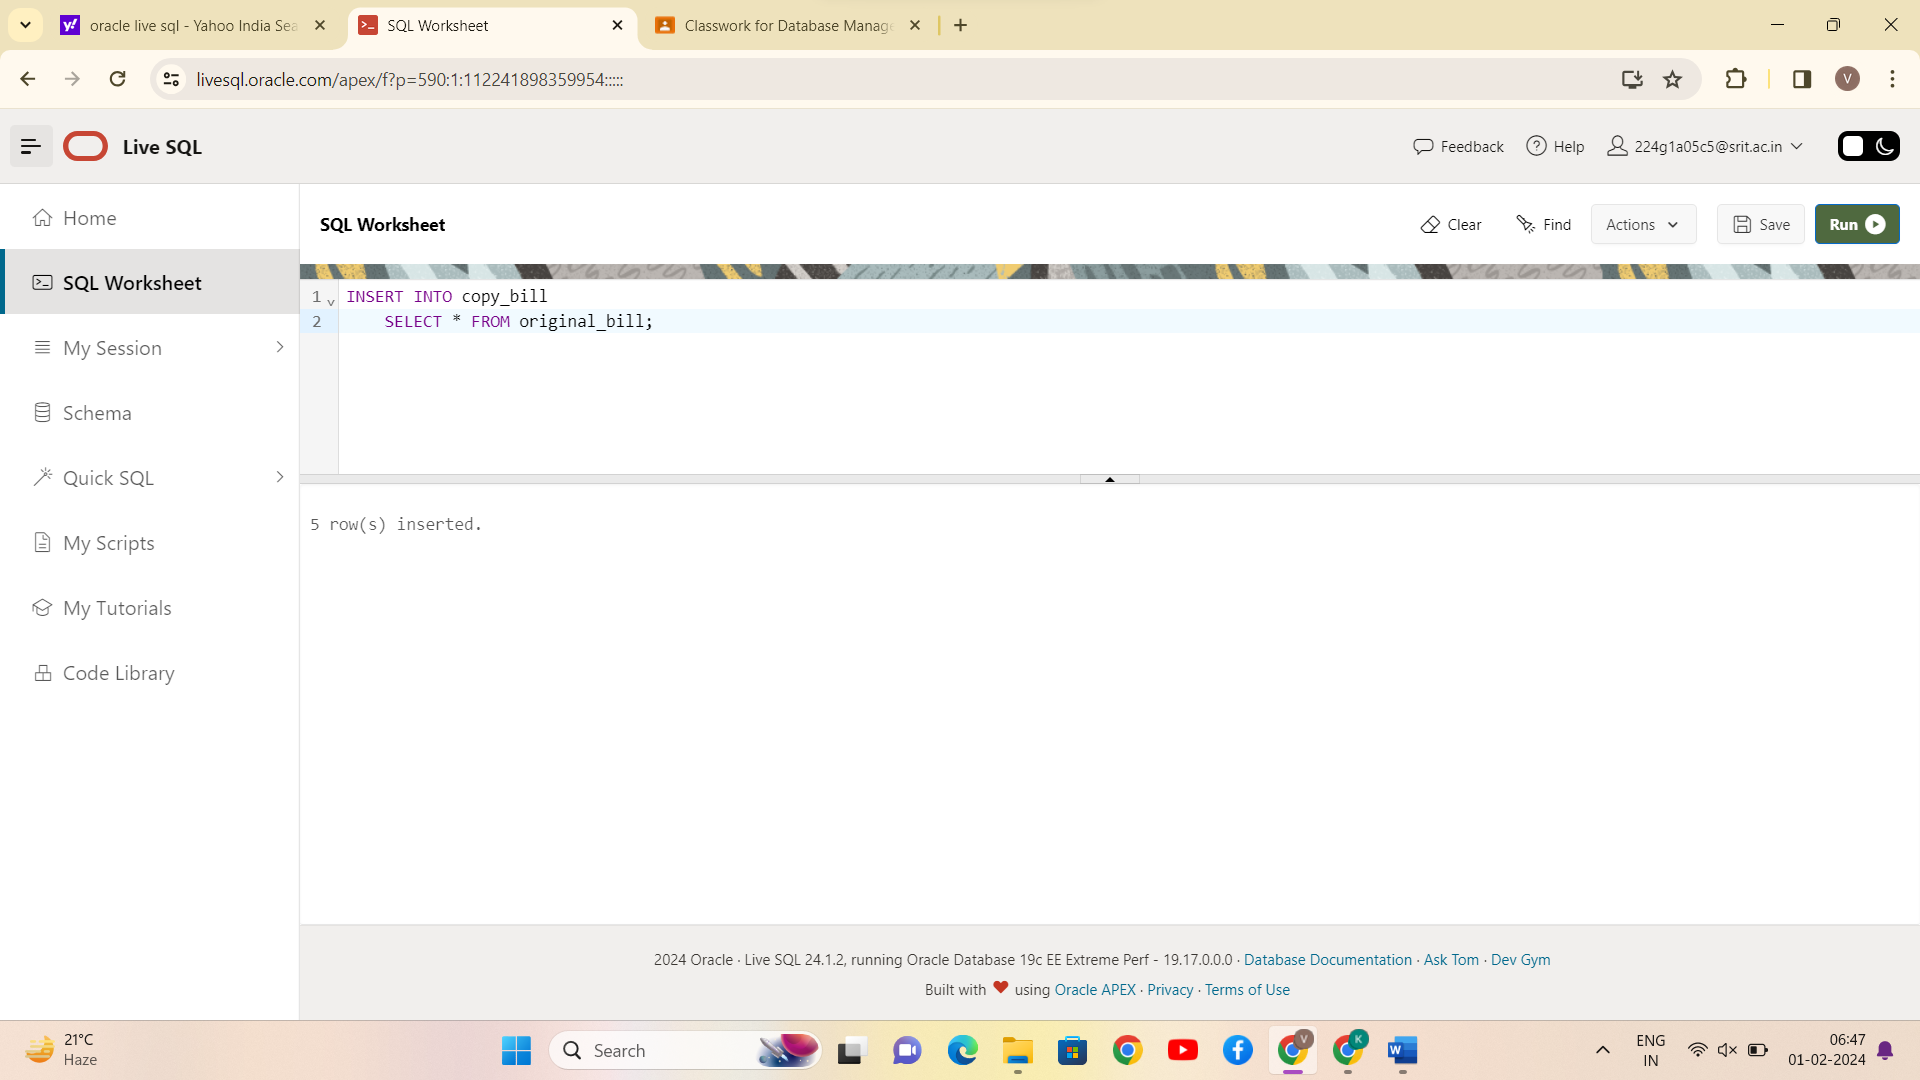 oracle live sql - Yahoo India Sea
SQL Worksheet
Classwork for Database Manage
livesql.oracle.com/apex/f?p=590:1:112241898359954:::::
V
Live SQL
Feedback
Help
224g1a05c5@srit.ac.in
Home
SQL Worksheet
My Session
Schema
Quick SQL
My Scripts
My Tutorials
Code Library
SQL Worksheet
Clear
Find
Actions
Save
Run
1 INSERT INTO copy_bill
2 SELECT * FROM original_bill;
5 row(s) inserted.
2024 Oracle · Live SQL 24.1.2, running Oracle Database 19c EE Extreme Perf - 19.17.0.0.0 · Database Documentation · Ask Tom · Dev Gym
Built with ❤ using Oracle APEX · Privacy · Terms of Use
21°C
Haze
Search
V
K
W
ENG
IN
06:47
01-02-2024